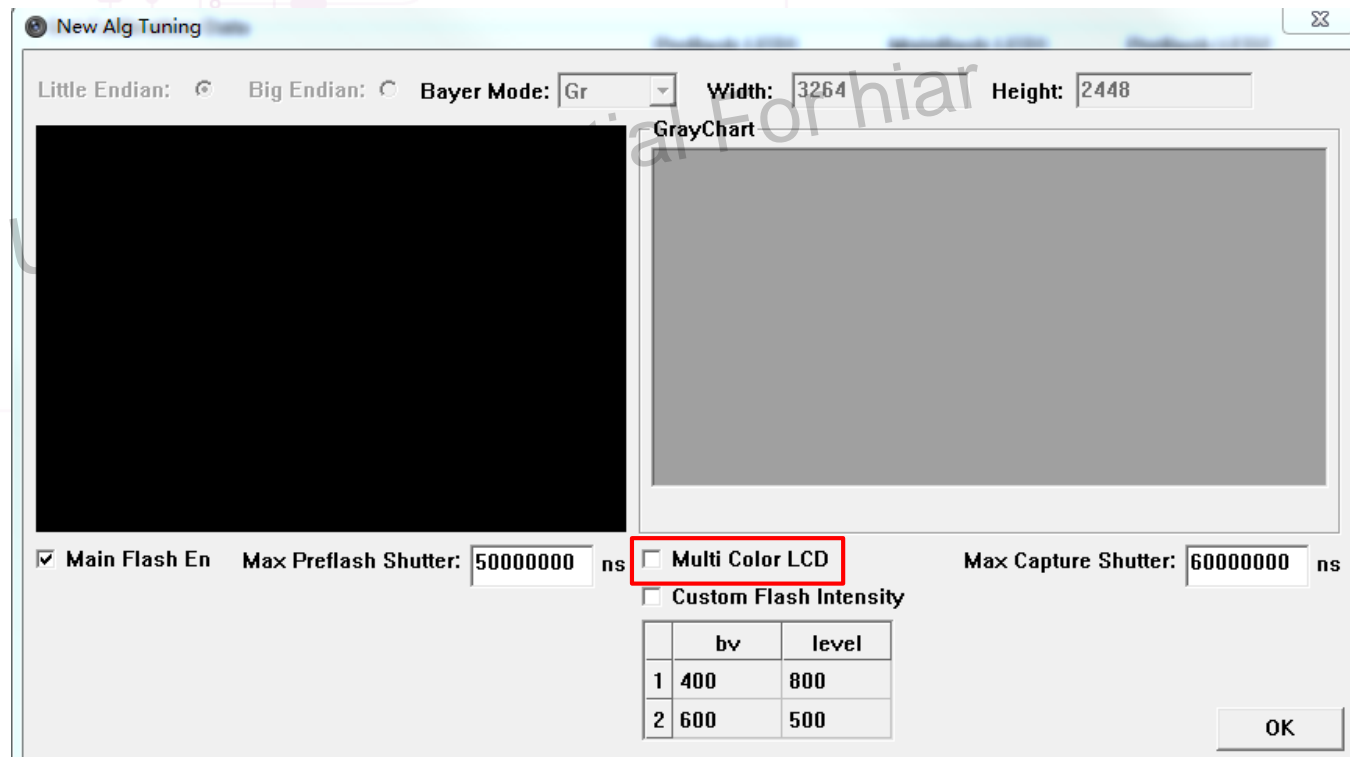 New Alg Tuning
Little Endian: Big Endian: Bayer Mode: Gr Width: 3264 Height: 2448
GrayChart
For hiar
Main Flash En Max Preflash Shutter: 50000000 ns Multi Color LCD Max Capture Shutter: 60000000 ns
Custom Flash Intensity
bv level
1 400 800
2 600 500
OK